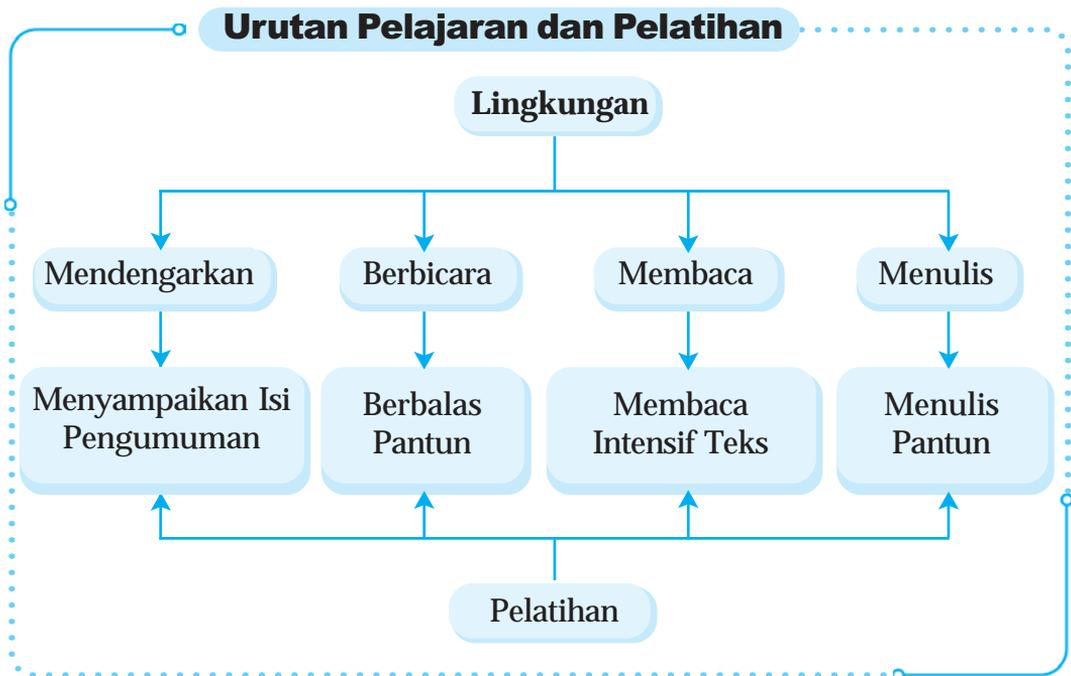 Urutan Pelajaran dan Pelatihan
Lingkungan
Mendengarkan
Berbicara
Membaca
Menulis
Menyampaikan Isi
Pengumuman
Berbalas
Pantun
Membaca
Intensif Teks
Menulis
Pantun
Pelatihan